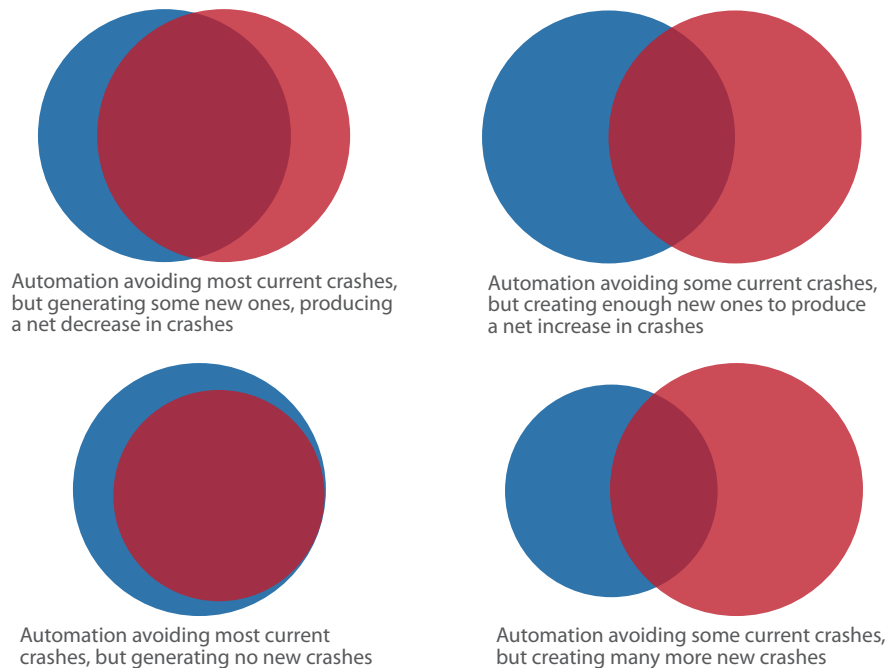 Automation avoiding most current crashes,
but generating some new ones, producing
a net decrease in crashes
Automation avoiding some current crashes,
but creating enough new ones to produce
a net increase in crashes
Automation avoiding most current
crashes, but generating no new crashes
Automation avoiding some current crashes,
but creating many more new crashes